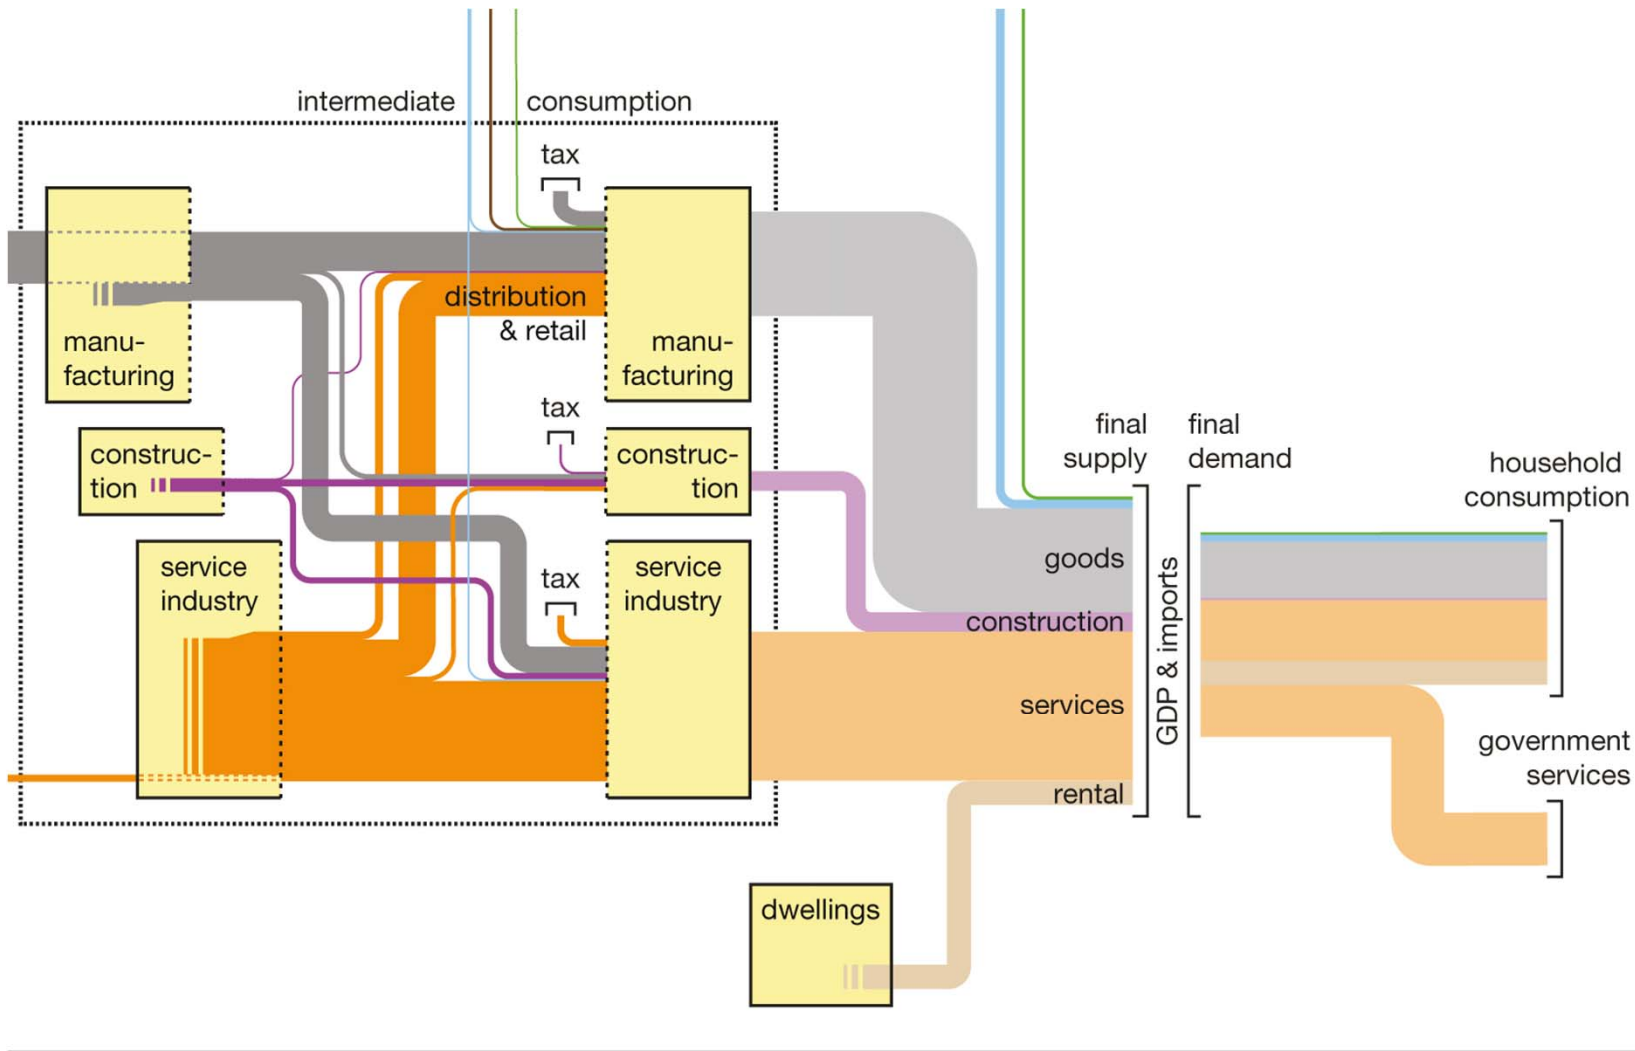 intermediate
consumption
tax
distribution
& retail
manu-
facturing
manu-
facturing
tax
construc-
tion
construc-
tion
tax
service
industry
service
industry
final
supply
final
demand
household
consumption
goods
construction
GDP & imports
services
government
services
rental
dwellings